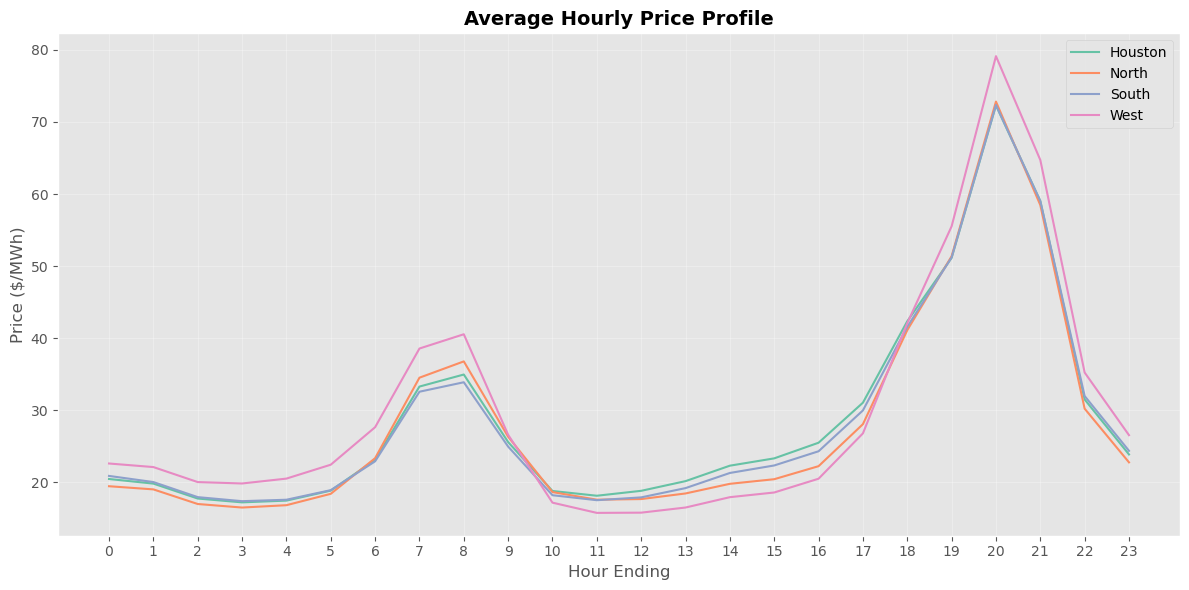 Average Hourly Price Profile
Houston
North
South
West
80
70
60
50
40
30
20
Price ($/MWh)
0 1 2 3 4 5 6 7 8 9 10 11 12 13 14 15 16 17 18 19 20 21 22 23
Hour Ending